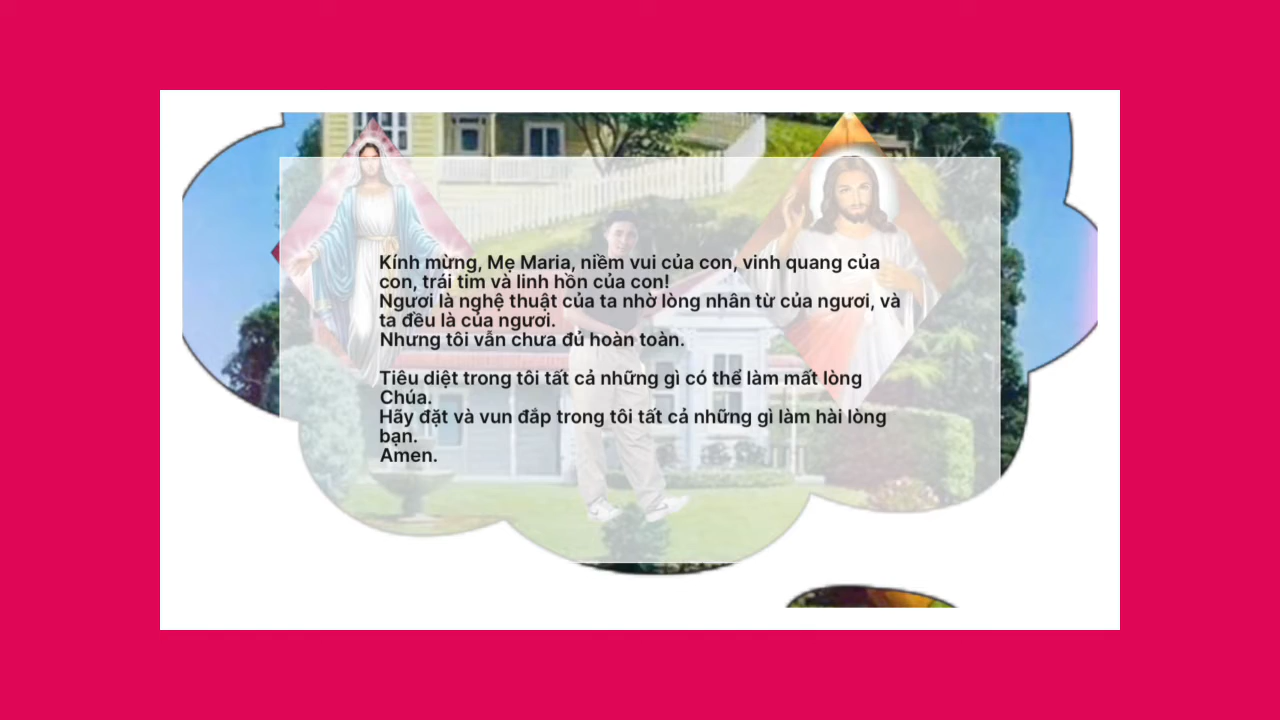 Kính mừng, Mẹ Maria, niềm vui của con, vinh quang của
con, trái tim và linh hồn của con!
Ngươi là nghệ thuật của ta nhờ lòng nhân từ của ngươi, và
ta đều là của ngươi.
Nhưng tôi vẫn chưa đủ hoàn toàn.
Tiêu diệt trong tôi tất cả những gì có thể làm mất lòng
Chúa.
Hãy đặt và vun đắp trong tôi tất cả những gì làm hài lòng
bạn.
Amen.